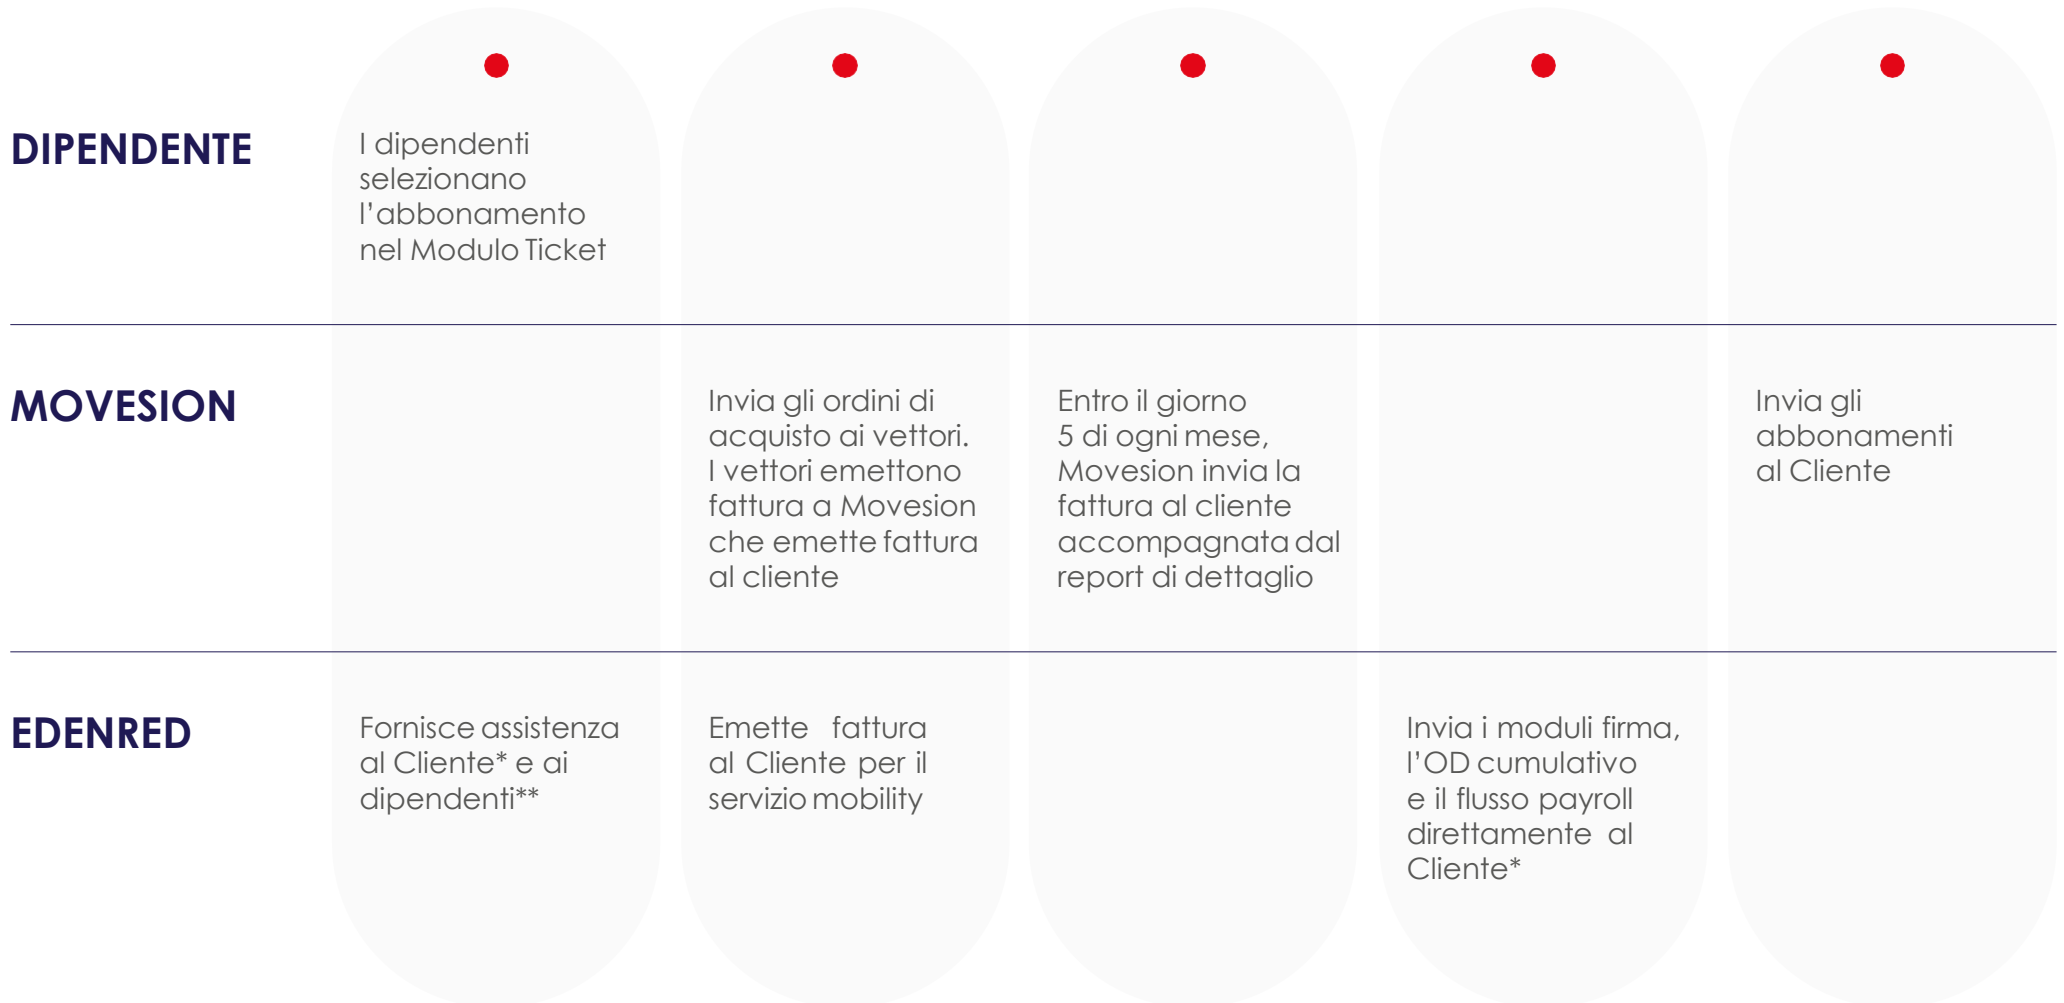 DIPENDENTE
I dipendenti
selezionano
l’abbonamento
nel Modulo Ticket
MOVESION
Invia gli ordini di
acquisto ai vettori.
I vettori emettono
fattura a Movesion
che emette fattura
al cliente
Entro il giorno
5 di ogni mese,
Movesion invia la
fattura al cliente
accompagnata dal
report di dettaglio
Invia gli
abbonamenti
al Cliente
EDENRED
Fornisce assistenza
al Cliente* e ai
dipendenti**
Emette fattura
al Cliente per il
servizio mobility
Invia i moduli firma,
l’OD cumulativo
e il flusso payroll
direttamente al
Cliente*